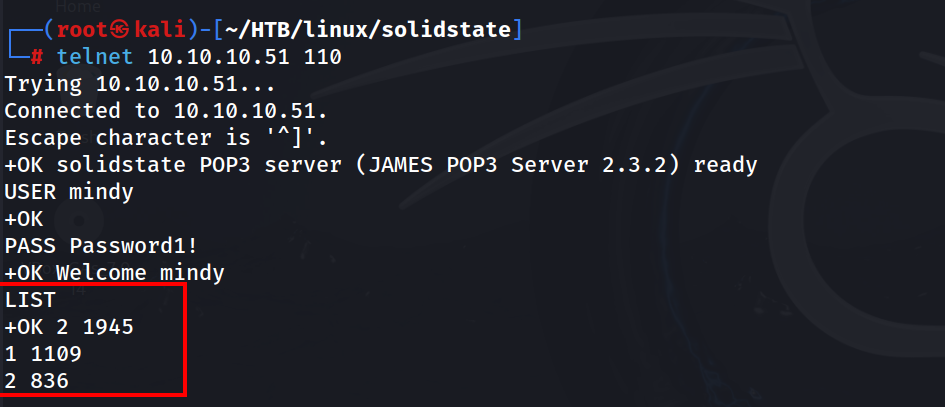 Home
┌──(root㉿kali)-[~/HTB/linux/solidstate]
└─# telnet 10.10.10.51 110
Trying 10.10.10.51...
Connected to 10.10.10.51.
Escape character is '^]'.
+OK solidstate POP3 server (JAMES POP3 Server 2.3.2) ready
USER mindy
+OK
PASS Password1!
+OK Welcome mindy
LIST
+OK 2 1945
1 1109
2 836